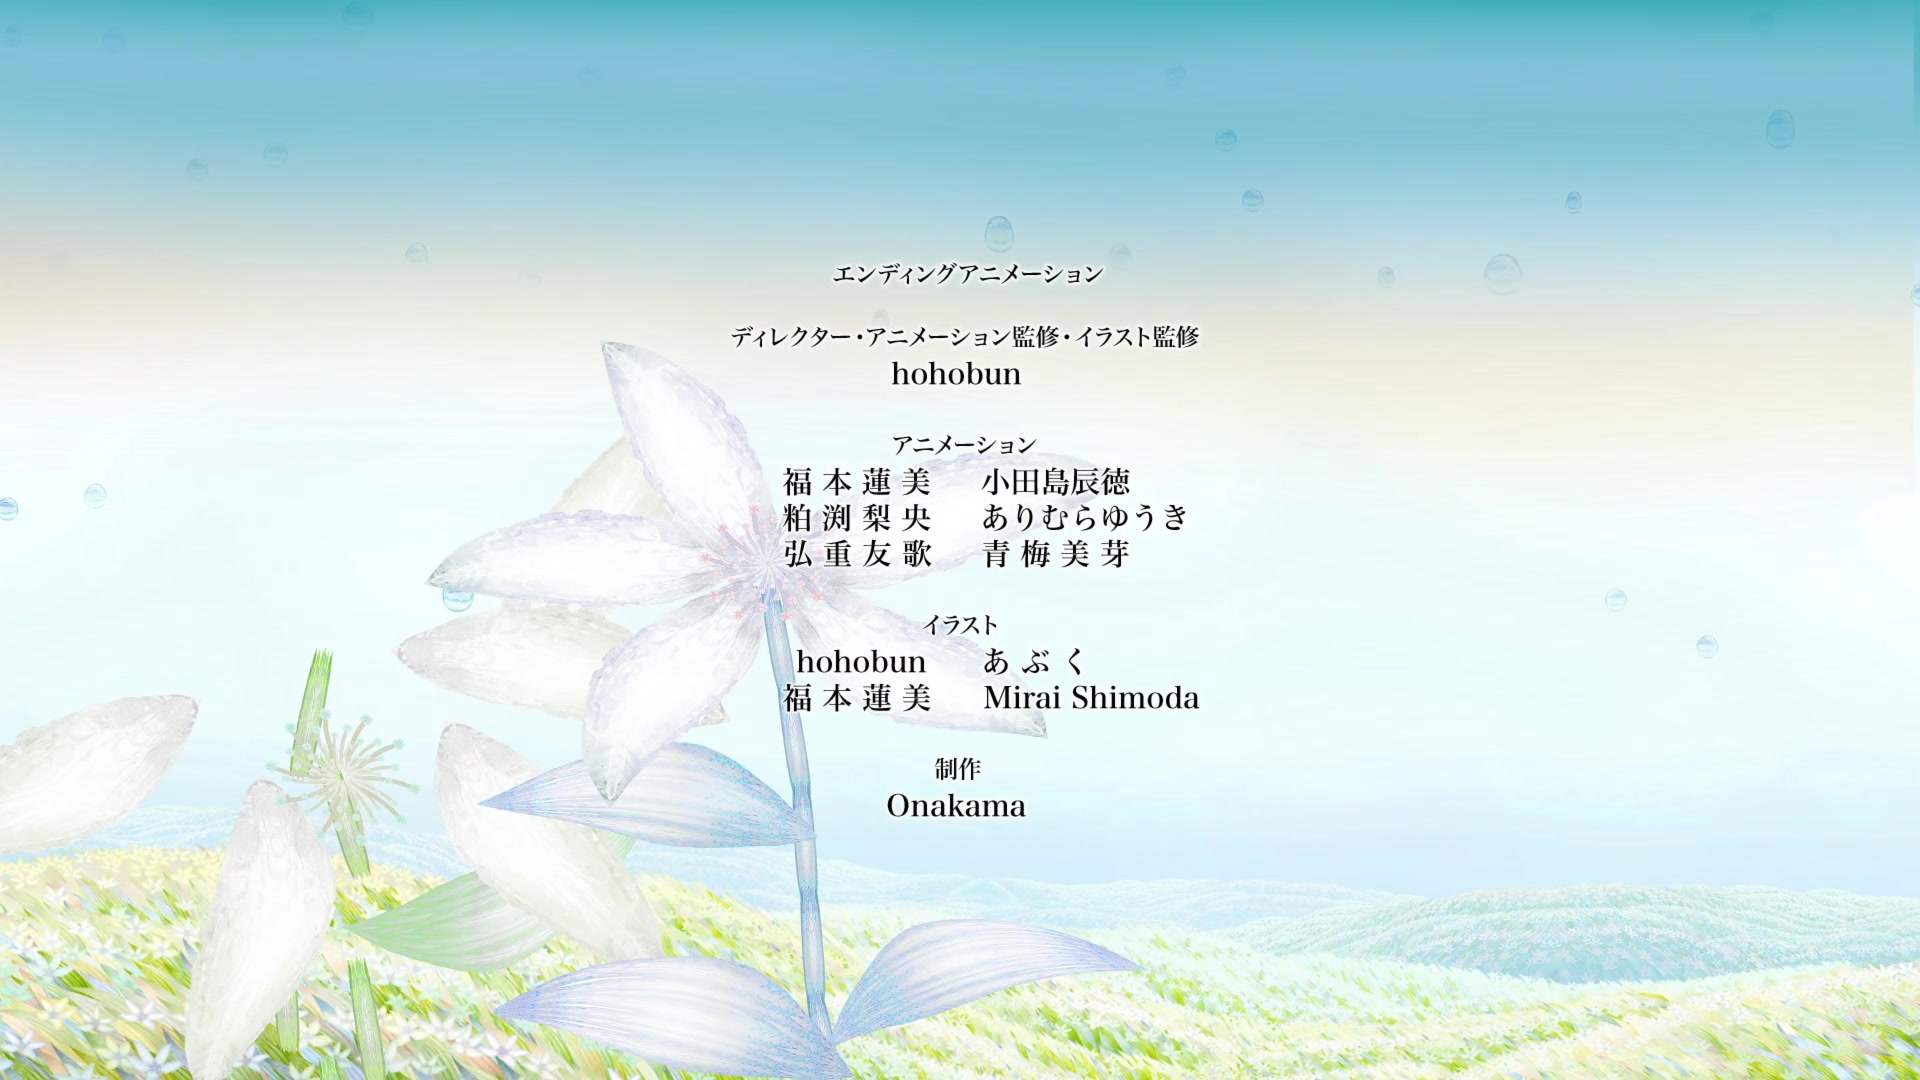 エンディングアニメーション
ディレクター・アニメーション監修・イラスト監修
hohobun
アニメーション
福本蓮美　小田島辰徳
粕渕梨央　ありむらゆうき
弘重友歌　青梅美芽
イラスト
hohobun　あぶく
福本蓮美　Mirai Shimoda
制作
Onakama